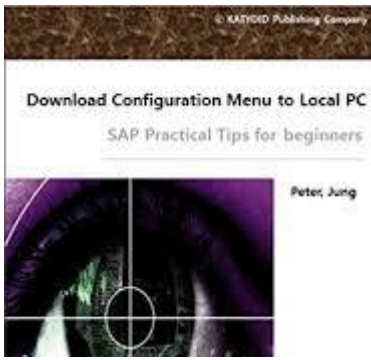 © KATYDID Publishing Company
Download Configuration Menu to Local PC
SAP Practical Tips for beginners
Peter, Jung